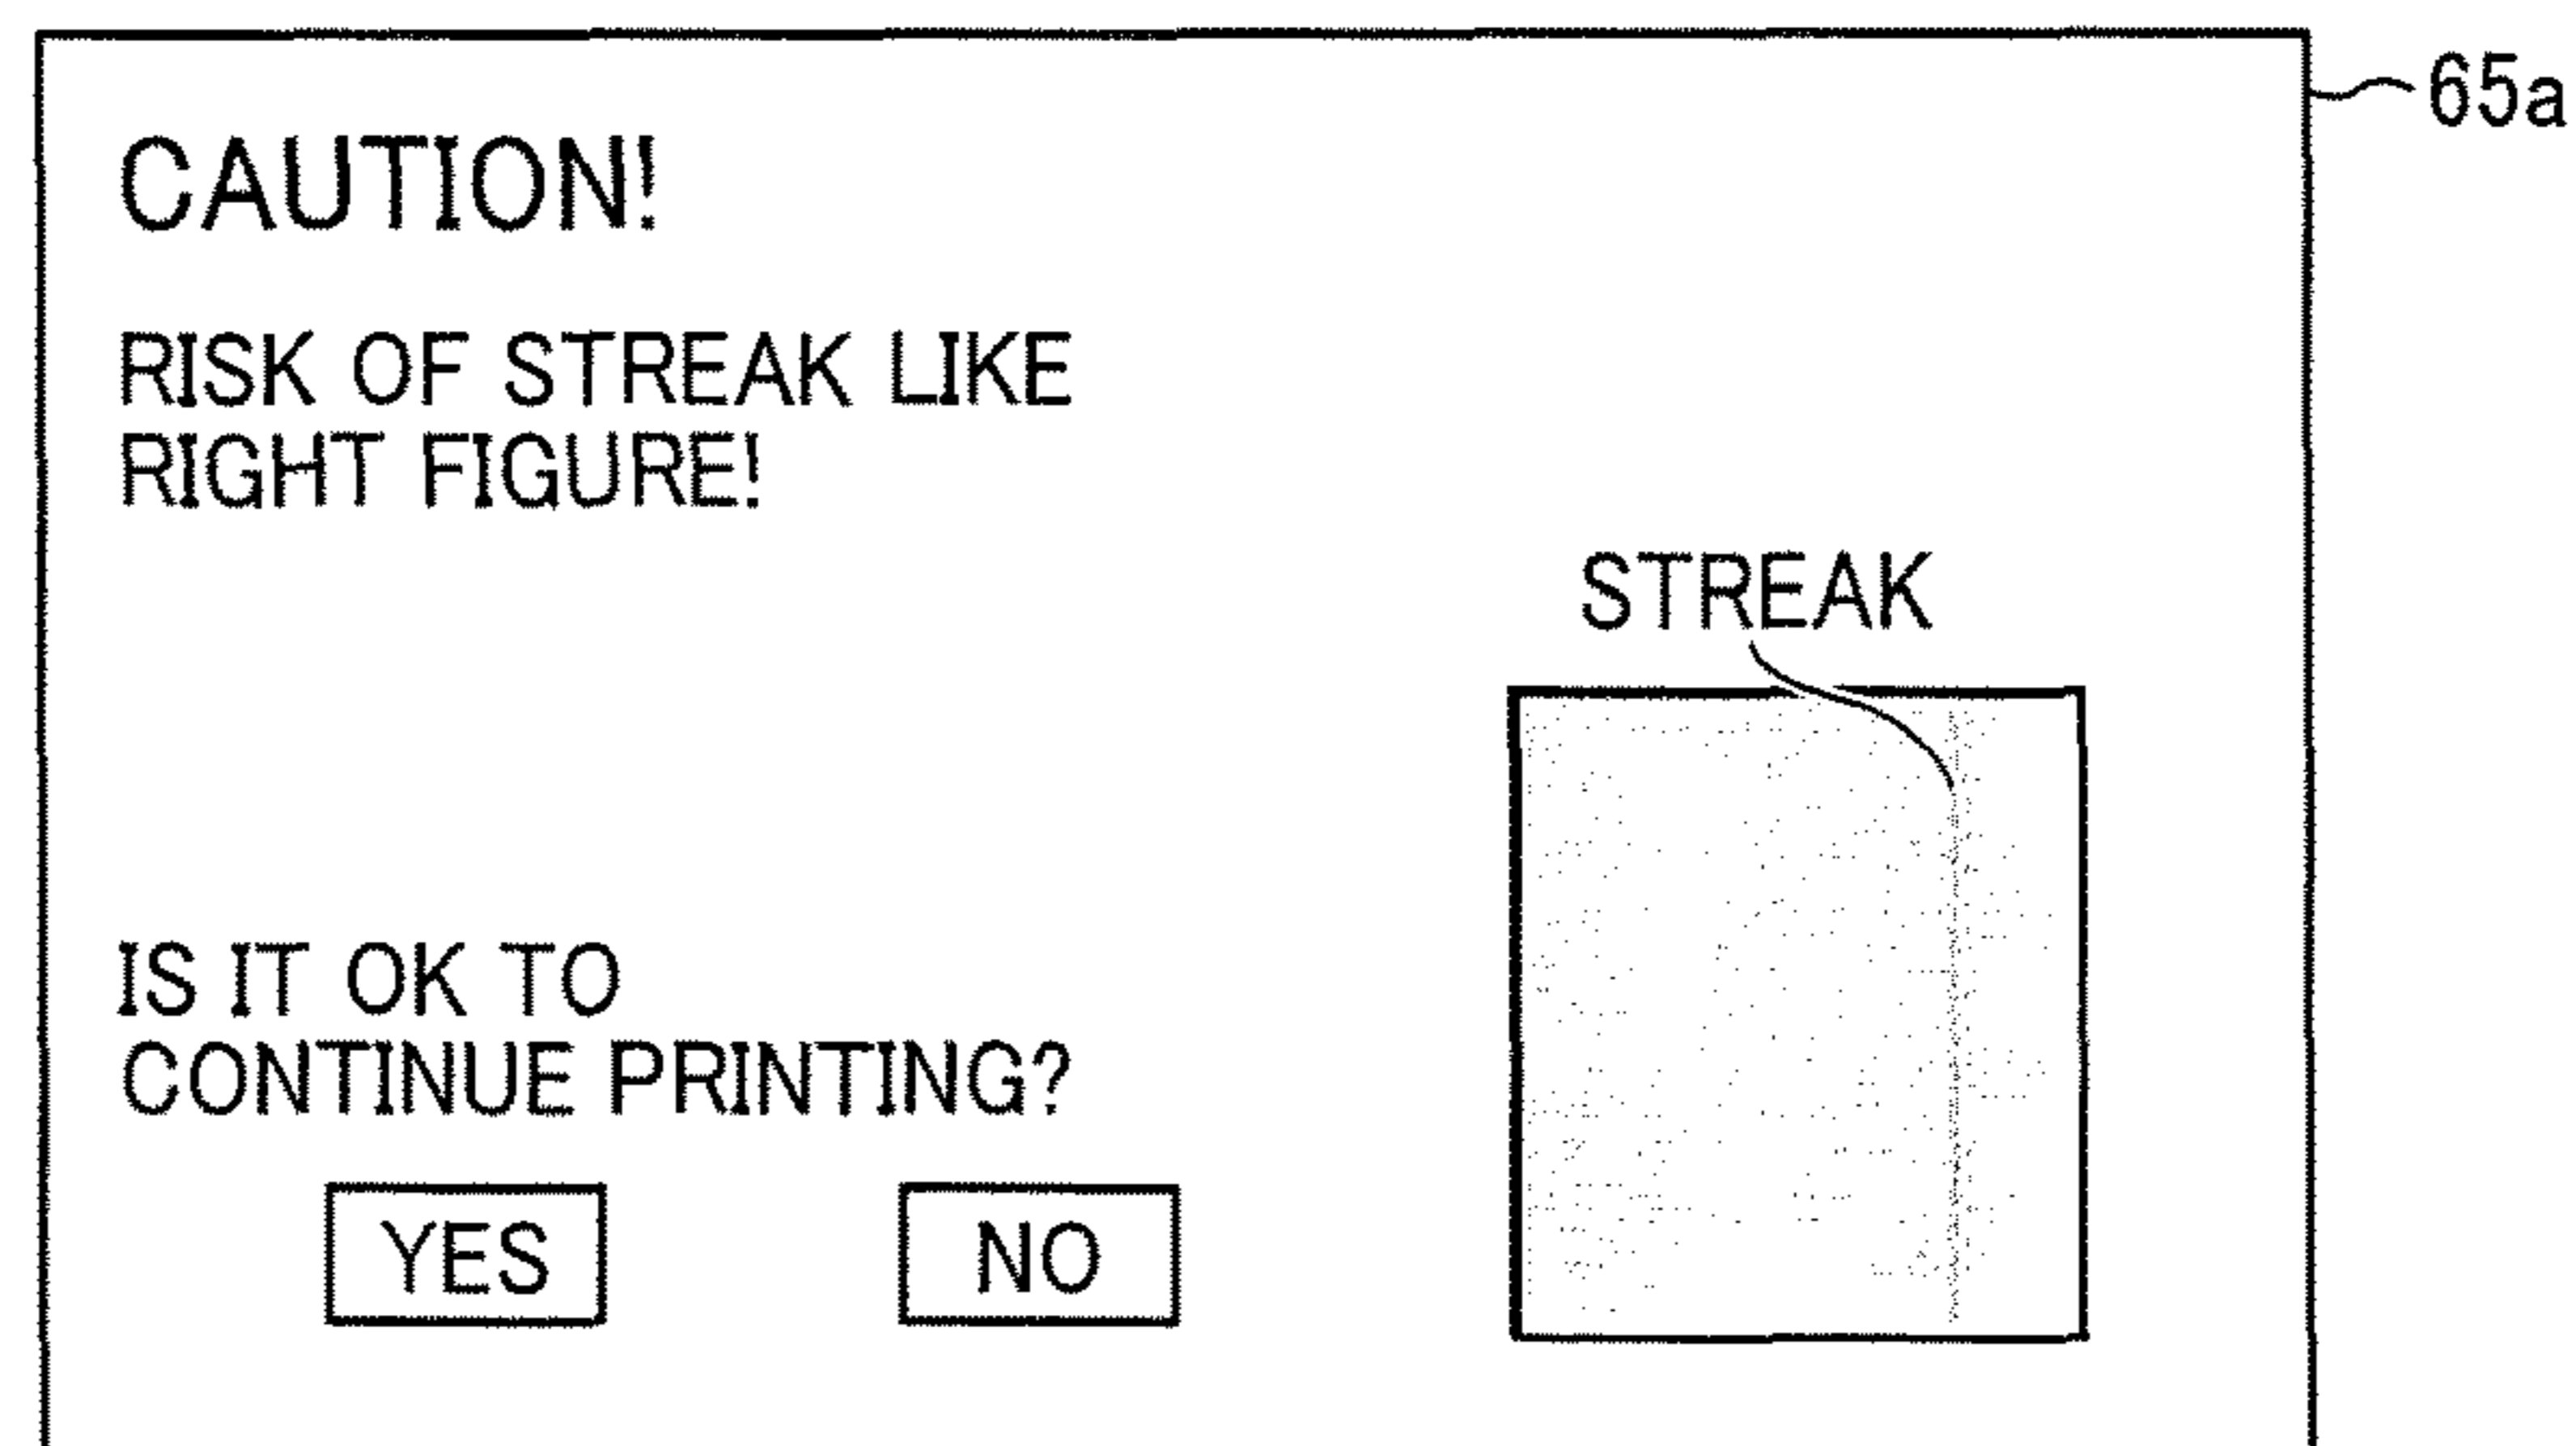 65a
CAUTION!
RISK OF STREAK LIKE
RIGHT FIGURE!
STREAK
IS IT OK TO
CONTINUE PRINTING?
YES NO